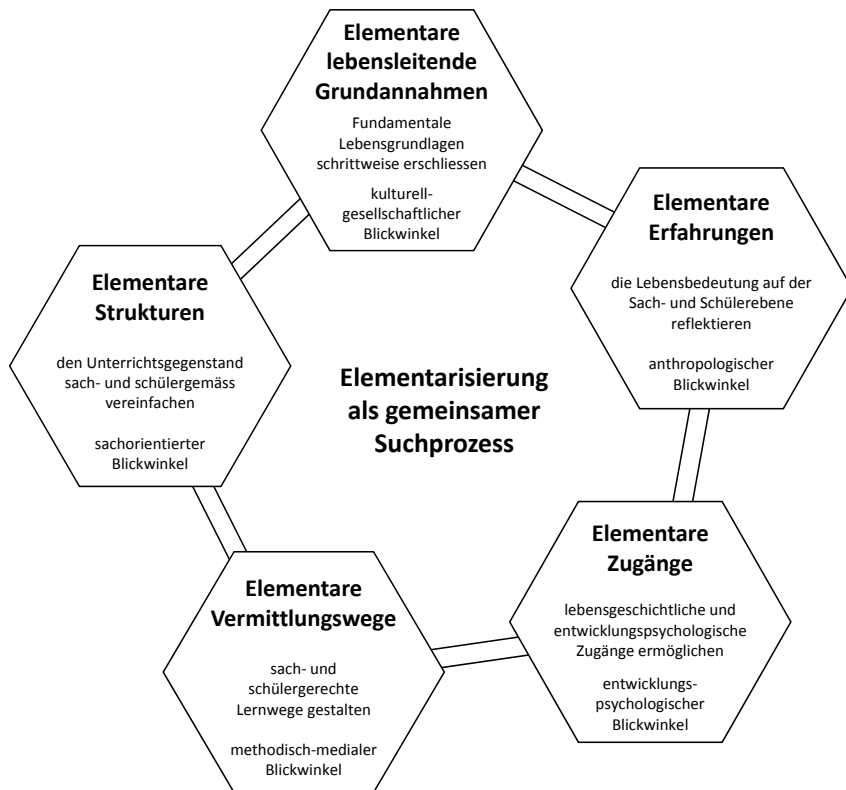 Elementare
lebensleitende
Grundannahmen
Fundamentale
Lebensgrundlagen
schrittweise erschliessen
kulturell-
gesellschaftlicher
Blickwinkel
Elementare
Erfahrungen
die Lebensbedeutung auf der
Sach- und Schülerebene
reflektieren
anthropologischer
Blickwinkel
Elementare
Strukturen
den Unterrichtsgegenstand
sach- und schülergemäss
vereinfachen
sachorientierter
Blickwinkel
Elementarisierung
als gemeinsamer
Suchprozess
Elementare
Zugänge
lebensgeschichtliche und
entwicklungspsychologische
Zugänge ermöglichen
entwicklungs-
psychologischer
Blickwinkel
Elementare
Vermittlungswege
sach- und
schülergerechte
Lernwege gestalten
methodisch-medialer
Blickwinkel